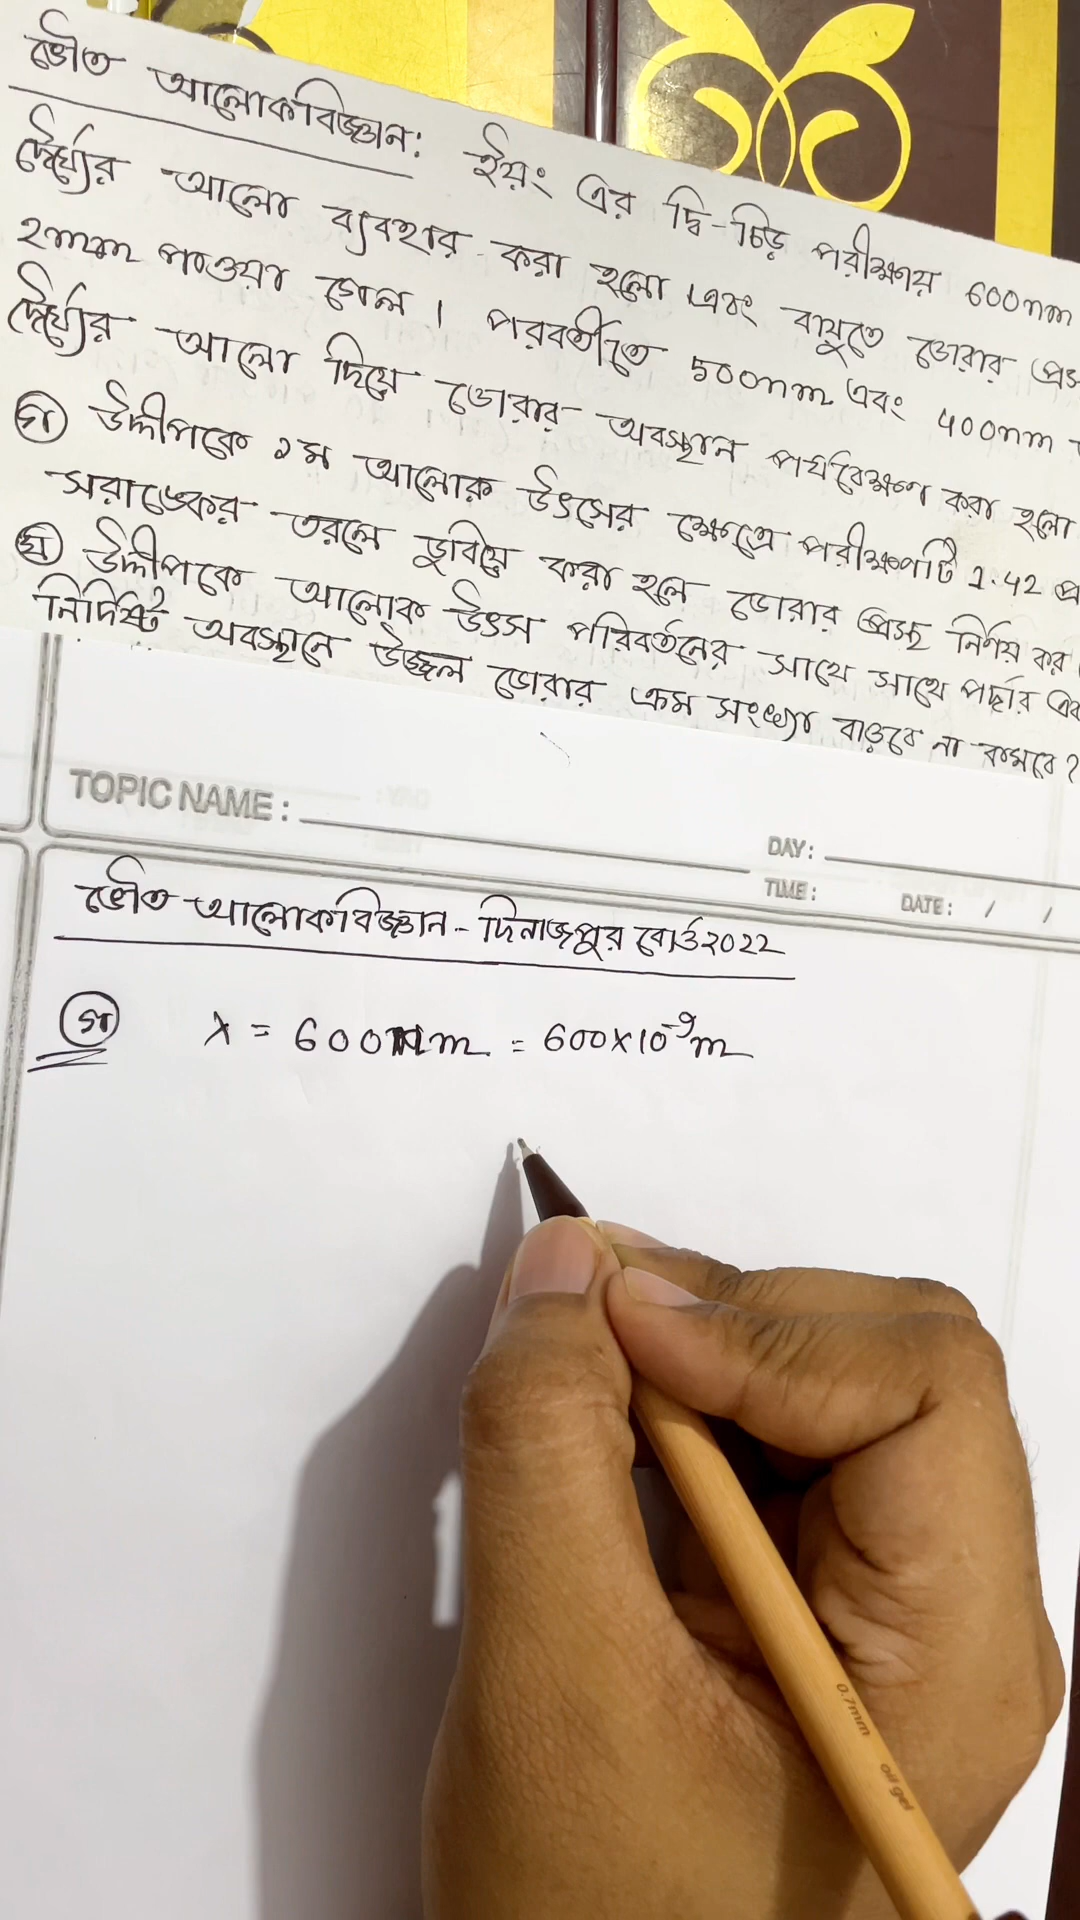 ভৌত আলোকবিজ্ঞান: ইয়ং এর দ্বি-চিড় পরীক্ষায় 600nm
দৈর্ঘ্যের আলো ব্যবহার করা হলো এবং বায়ুতে ডোরার
2mm পাওয়া গেল। পরবর্তীতে 500nm এবং 400nm
দৈর্ঘ্যের আলো দিয়ে ডোরার অবস্থান পর্যবেক্ষণ করা হলো
গ উদ্দীপকে ১ম আলোক উৎসের ক্ষেত্রে পরীক্ষণটি 1.42
সরাঙ্কের তরলে ডুবিয়ে করা হলে ডোরার প্রস্থ নির্ণয় কর।
ঘ উদ্দীপকে আলোক উৎস পরিবর্তনের সাথে সাথে পর্দার
নির্দিষ্ট অবস্থানে উজ্জ্বল ডোরার ক্রম সংখ্যা বাড়বে না কমবে?
TOPIC NAME :
DAY :
TIME :
DATE : / /
ভৌত আলোকবিজ্ঞান - দিনাজপুর বোর্ড ২০২২
গ λ = 600nm = 600×10⁻⁹m
0.7mm oil gel